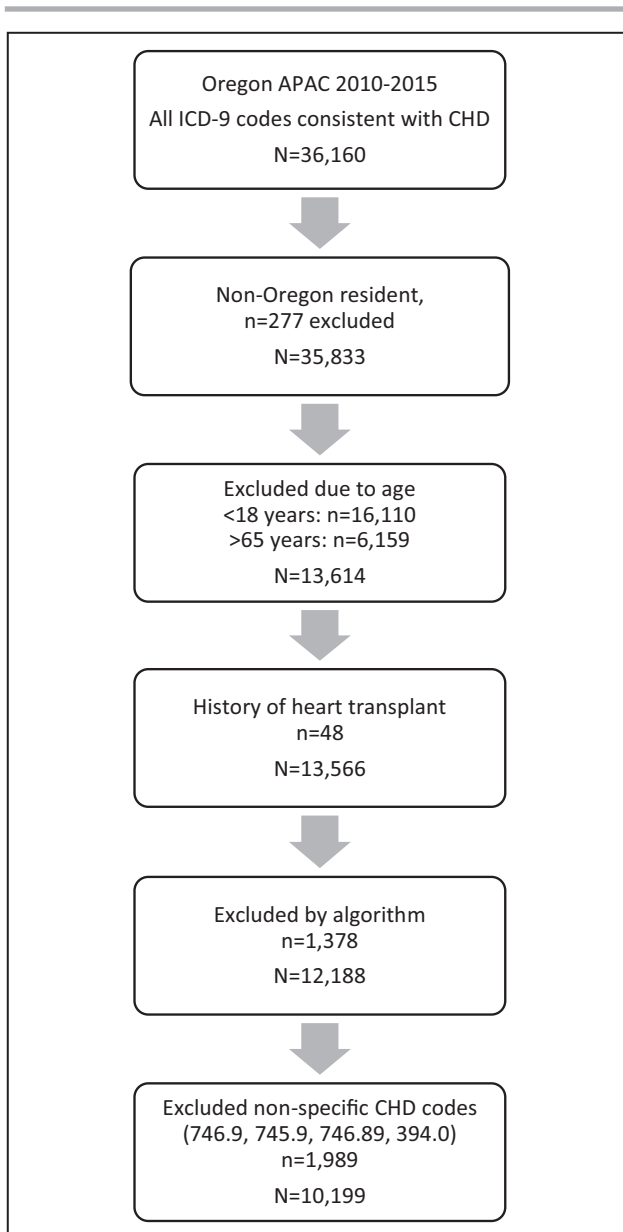 Oregon APAC 2010-2015
All ICD-9 codes consistent with CHD
N=36,160
Non-Oregon resident,
n=277 excluded
N=35,833
Excluded due to age
<18 years: n=16,110
>65 years: n=6,159
N=13,614
History of heart transplant
n=48
N=13,566
Excluded by algorithm
n=1,378
N=12,188
Excluded non-specific CHD codes
(746.9, 745.9, 746.89, 394.0)
n=1,989
N=10,199